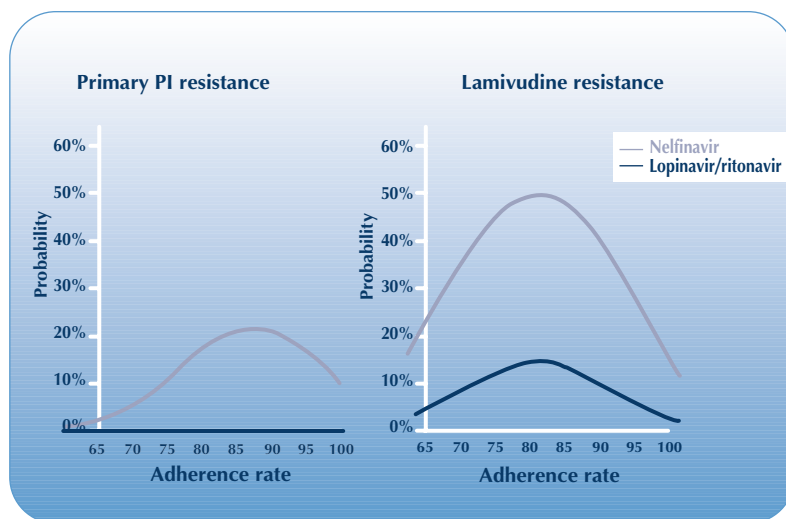 Primary PI resistance
60%
50%
40%
30%
20%
10%
0%
Probability
65 70 75 80 85 90 95 100
Adherence rate
Lamivudine resistance
Nelfinavir
Lopinavir/ritonavir
60%
50%
40%
30%
20%
10%
0%
Probability
65 70 75 80 85 90 95 100
Adherence rate